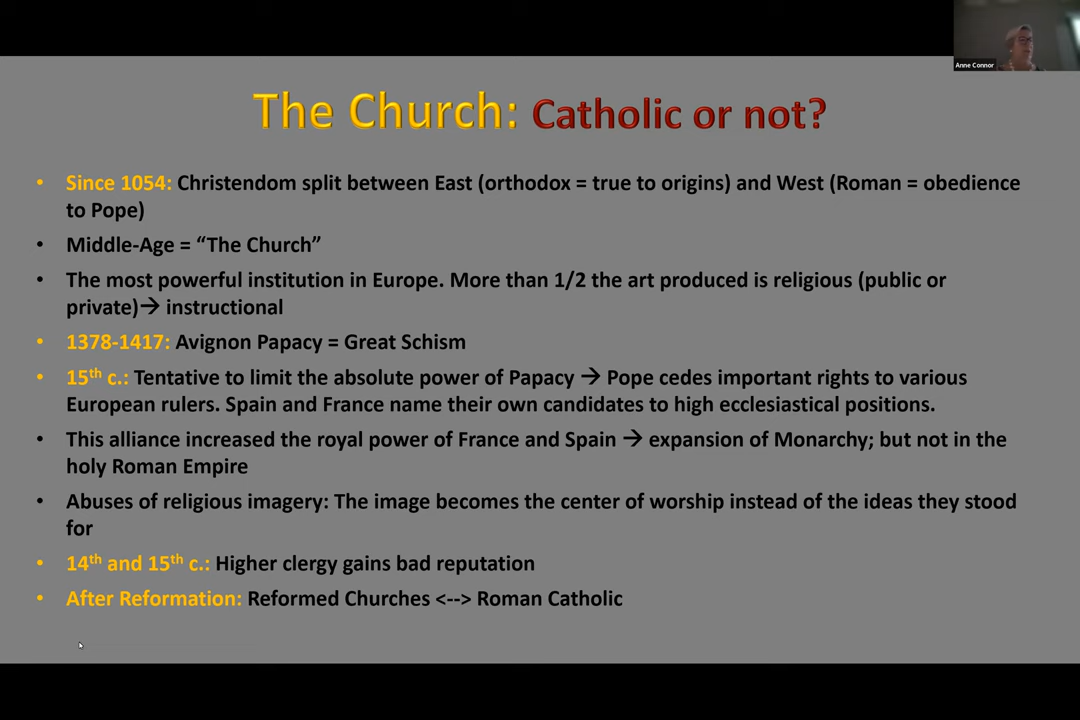 Anne Connor
The Church: Catholic or not?
• Since 1054: Christendom split between East (orthodox = true to origins) and West (Roman = obedience
to Pope)
• Middle-Age = “The Church”
• The most powerful institution in Europe. More than 1/2 the art produced is religious (public or
private)→ instructional
• 1378-1417: Avignon Papacy = Great Schism
• 15th c.: Tentative to limit the absolute power of Papacy → Pope cedes important rights to various
European rulers. Spain and France name their own candidates to high ecclesiastical positions.
• This alliance increased the royal power of France and Spain → expansion of Monarchy; but not in the
holy Roman Empire
• Abuses of religious imagery: The image becomes the center of worship instead of the ideas they stood
for
• 14th and 15th c.: Higher clergy gains bad reputation
• After Reformation: Reformed Churches <--> Roman Catholic